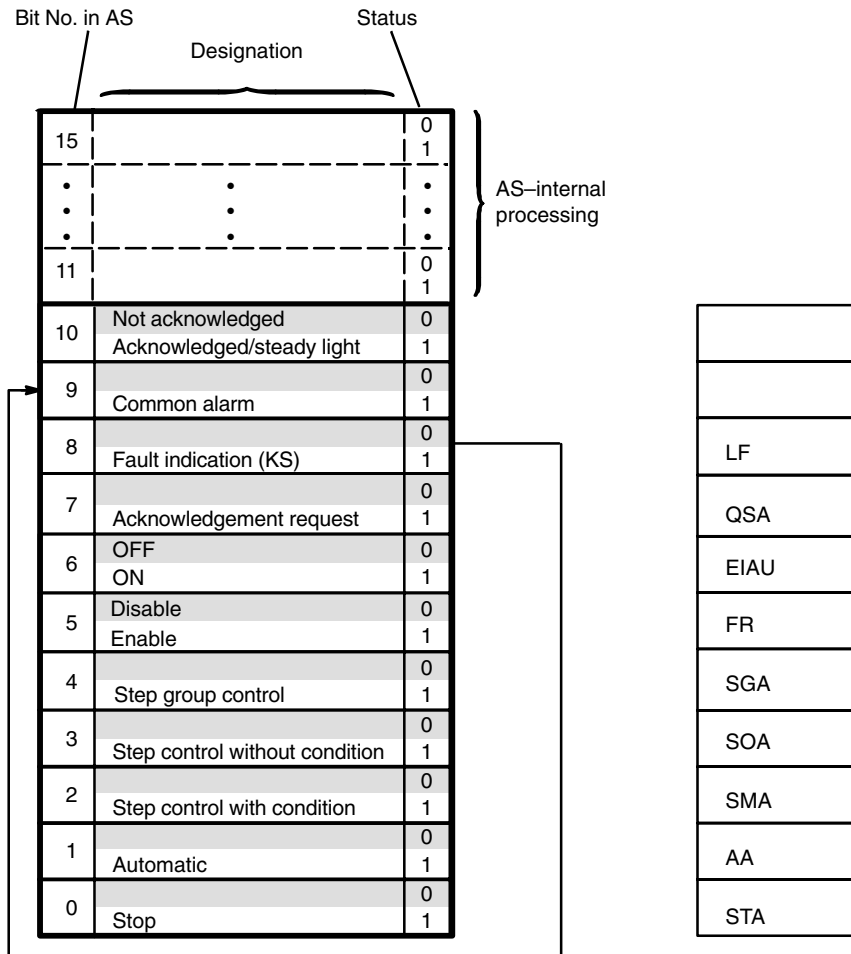 Bit No. in AS
Status
Designation
15
0
1
AS–internal
processing
11
0
1
10
Not acknowledged
0
Acknowledged/steady light
1
9
0
Common alarm
1
8
0
Fault indication (KS)
1
LF
7
0
Acknowledgement request
1
QSA
6
OFF
0
ON
1
EIAU
5
Disable
0
Enable
1
FR
4
0
Step group control
1
SGA
3
0
Step control without condition
1
SOA
2
0
Step control with condition
1
SMA
1
0
Automatic
1
AA
0
0
Stop
1
STA